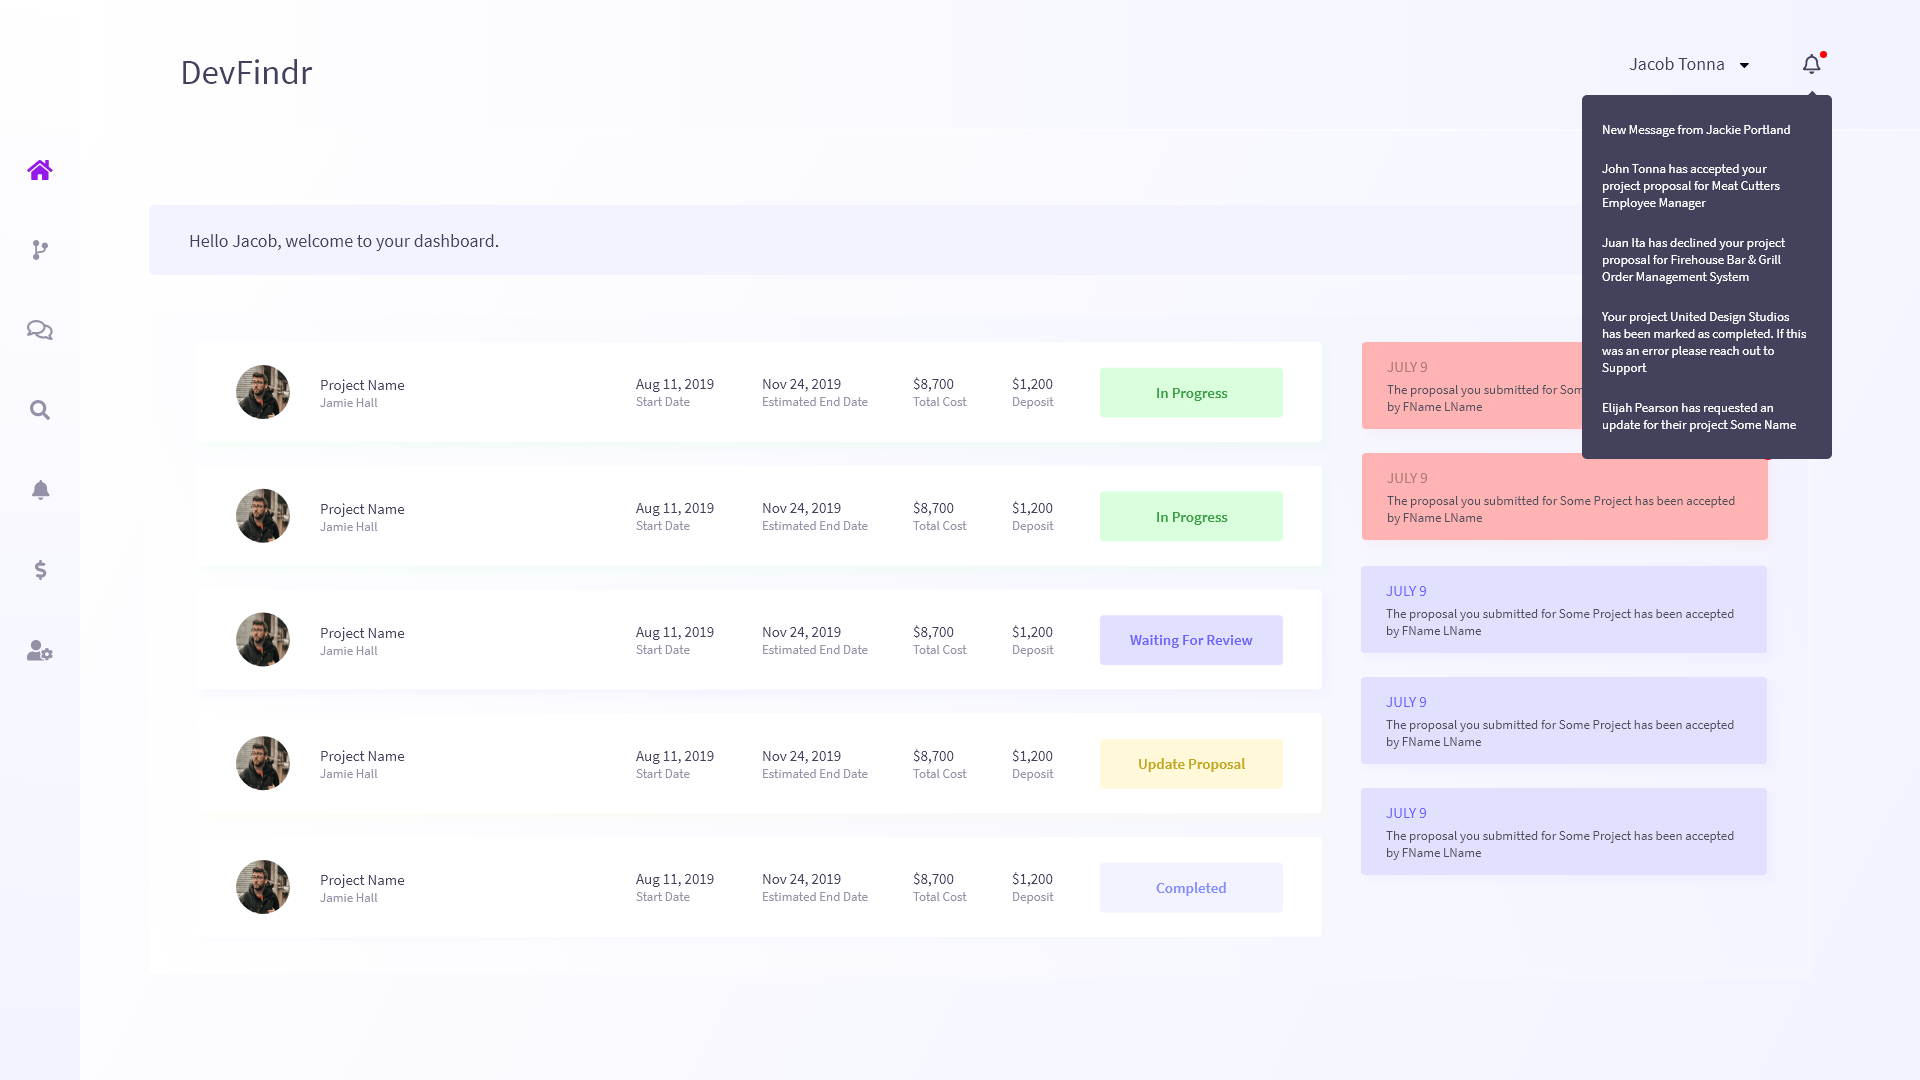 DevFindr
Jacob Tonna
New Message from Jackie Portland
John Tonna has accepted your
project proposal for Meat Cutters
Employee Manager
Juan Ita has declined your project
proposal for Firehouse Bar & Grill
Order Management System
Your project United Design Studios
has been marked as completed. If this
was an error please reach out to
Support
Elijah Pearson has requested an
update for their project Some Name
Hello Jacob, welcome to your dashboard.
Project Name
Jamie Hall
Aug 11, 2019
Start Date
Nov 24, 2019
Estimated End Date
$8,700
Total Cost
$1,200
Deposit
In Progress
Project Name
Jamie Hall
Aug 11, 2019
Start Date
Nov 24, 2019
Estimated End Date
$8,700
Total Cost
$1,200
Deposit
In Progress
Project Name
Jamie Hall
Aug 11, 2019
Start Date
Nov 24, 2019
Estimated End Date
$8,700
Total Cost
$1,200
Deposit
Waiting For Review
Project Name
Jamie Hall
Aug 11, 2019
Start Date
Nov 24, 2019
Estimated End Date
$8,700
Total Cost
$1,200
Deposit
Update Proposal
Project Name
Jamie Hall
Aug 11, 2019
Start Date
Nov 24, 2019
Estimated End Date
$8,700
Total Cost
$1,200
Deposit
Completed
JULY 9
The proposal you submitted for Som
by FName LName
JULY 9
The proposal you submitted for Some Project has been accepted
by FName LName
JULY 9
The proposal you submitted for Some Project has been accepted
by FName LName
JULY 9
The proposal you submitted for Some Project has been accepted
by FName LName
JULY 9
The proposal you submitted for Some Project has been accepted
by FName LName